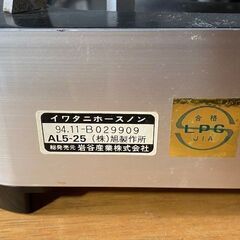 イワタニホースノン
94.11-B029909
AL5-25 (株)旭製作所
総発売元 岩谷産業株式会社
合格
LPG
JIA